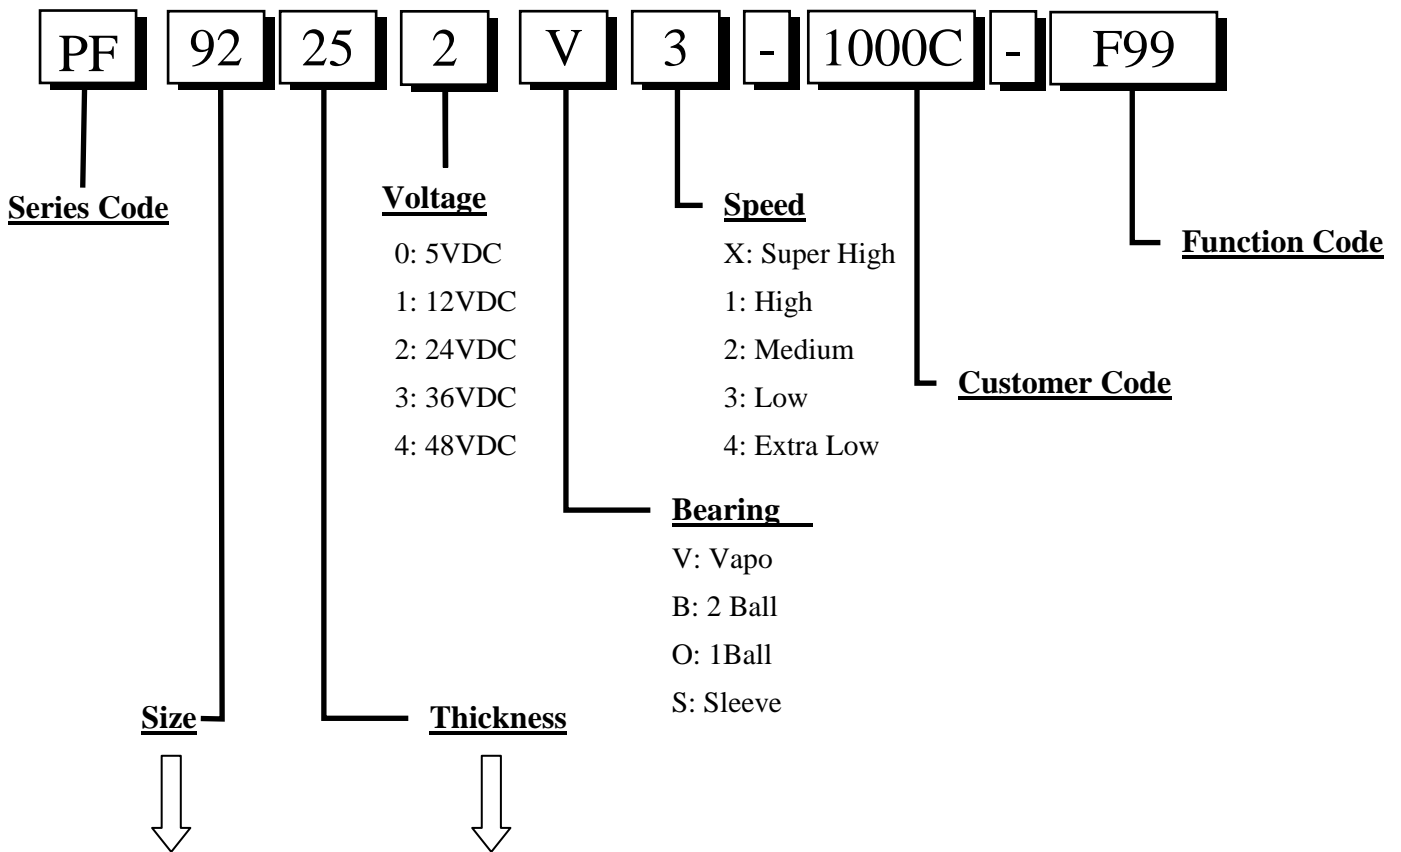 PF 92 25 2 V 3 - 1000C - F99
Series Code
Voltage
0: 5VDC
1: 12VDC
2: 24VDC
3: 36VDC
4: 48VDC
Speed
X: Super High
1: High
2: Medium
3: Low
4: Extra Low
Function Code
Customer Code
Bearing
V: Vapo
B: 2 Ball
O: 1Ball
S: Sleeve
Size
Thickness